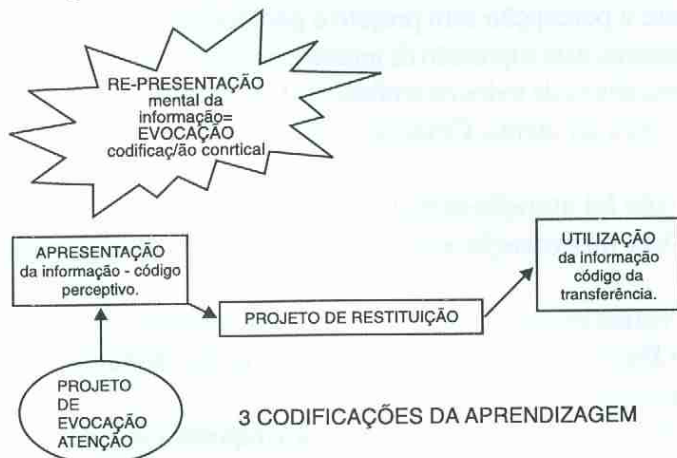 RE-PRESENTAÇÃO
mental da
informação=
EVOCAÇÃO
codificaç/ão conrtical
APRESENTAÇÃO
da informação - código
perceptivo.
UTILIZAÇÃO
da informação
código da
transferência.
PROJETO DE RESTITUIÇÃO
PROJETO
DE
EVOCAÇÃO
ATENÇÃO
3 CODIFICAÇÕES DA APRENDIZAGEM